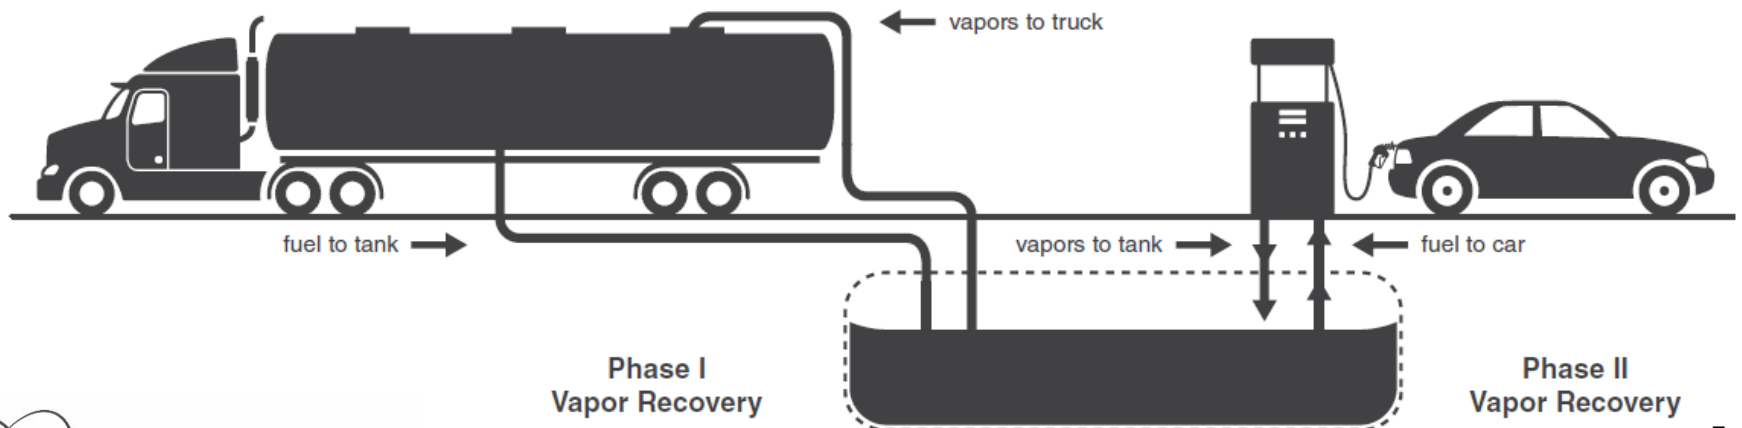 vapors to truck
fuel to tank
vapors to tank
fuel to car
Phase I
Vapor Recovery
Phase II
Vapor Recovery